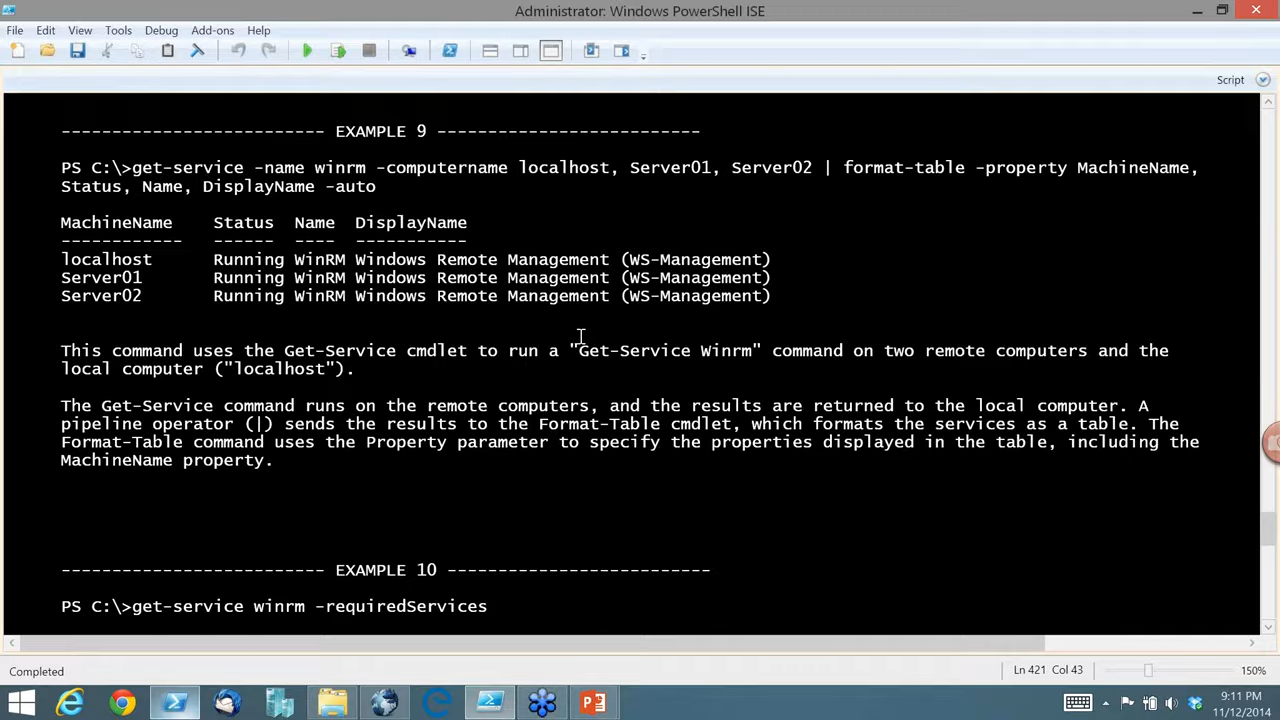 Administrator: Windows PowerShell ISE
File Edit View Tools Debug Add-ons Help
Script
-------------------------- EXAMPLE 9 --------------------------
PS C:\>get-service -name winrm -computername localhost, Server01, Server02 | format-table -property MachineName,
Status, Name, DisplayName -auto
MachineName Status Name DisplayName
------------ ------ ---- -----------
localhost Running WinRM Windows Remote Management (WS-Management)
Server01 Running WinRM Windows Remote Management (WS-Management)
Server02 Running WinRM Windows Remote Management (WS-Management)
This command uses the Get-Service cmdlet to run a "Get-Service Winrm" command on two remote computers and the
local computer ("localhost").
The Get-Service command runs on the remote computers, and the results are returned to the local computer. A
pipeline operator (|) sends the results to the Format-Table cmdlet, which formats the services as a table. The
Format-Table command uses the Property parameter to specify the properties displayed in the table, including the
MachineName property.
-------------------------- EXAMPLE 10 --------------------------
PS C:\>get-service winrm -requiredServices
Completed
Ln 421 Col 43
150%
9:11 PM
11/12/2014